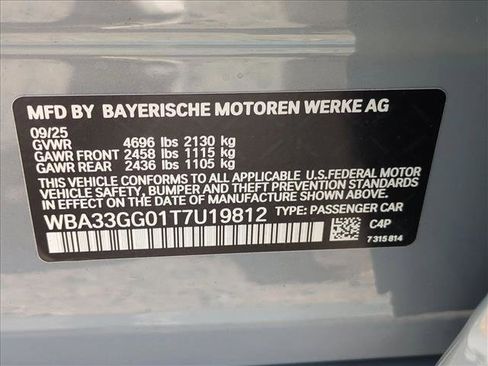 MFD BY BAYERISCHE MOTOREN WERKE AG
09/25
GVWR 4696 lbs 2130 kg
GAWR FRONT 2458 lbs 1115 kg
GAWR REAR 2436 lbs 1105 kg
THIS VEHICLE CONFORMS TO ALL APPLICABLE U.S.FEDERAL MOTOR
VEHICLE SAFETY, BUMPER AND THEFT PREVENTION STANDARDS
IN EFFECT ON THE DATE OF MANUFACTURE SHOWN ABOVE.
WBA33GG01T7U19812 TYPE: PASSENGER CAR
C4P
7 315 814